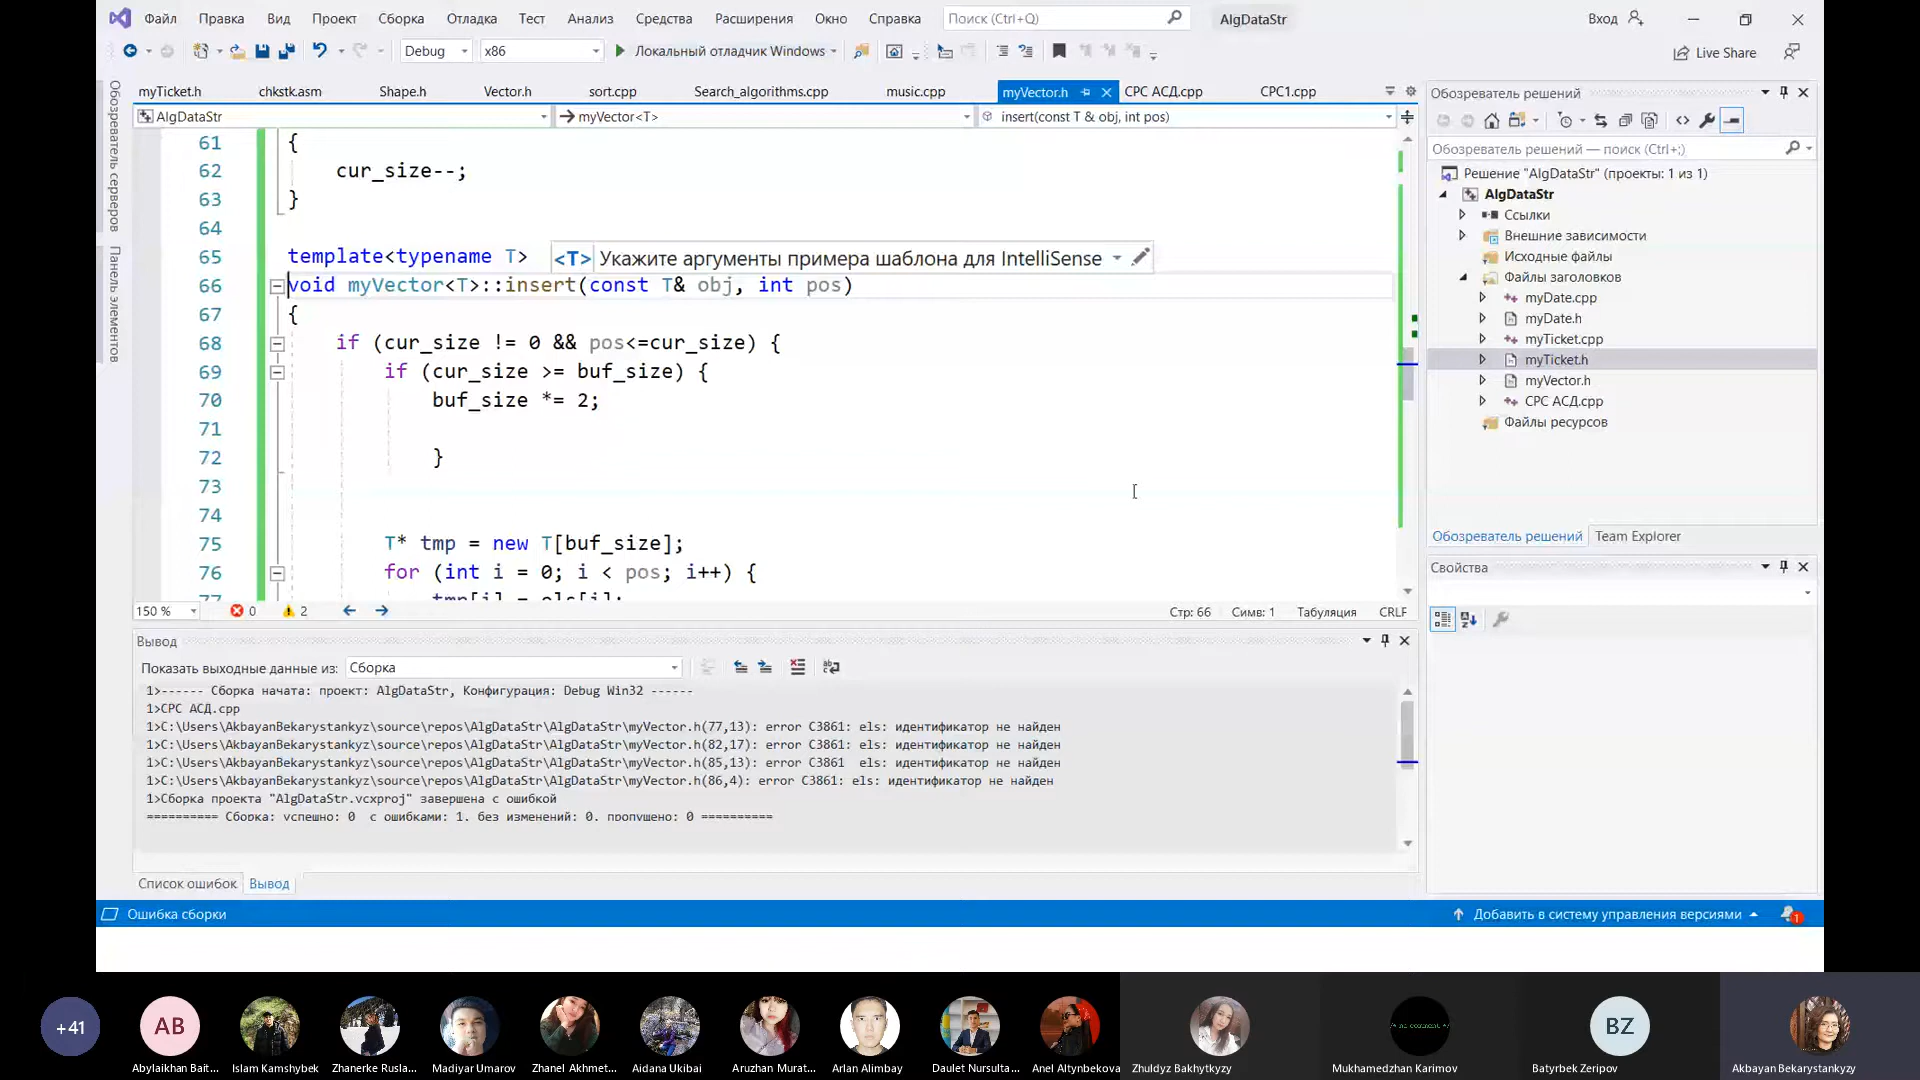 Файл Правка Вид Проект Сборка Отладка Тест Анализ Средства Расширения Окно Справка Поиск (Ctrl+Q) AlgDataStr Вход
Debug x86 Локальный отладчик Windows Live Share
myTicket.h chkstk.asm Shape.h Vector.h sort.cpp Search_algorithms.cpp music.cpp myVector.h СРС АСД.cpp СРС1.cpp
AlgDataStr myVector<T> insert(const T & obj, int pos)
Обозреватель серверов
Панель элементов
61 {
62 cur_size--;
63 }
64
65 template<typename T> <T> Укажите аргументы примера шаблона для IntelliSense
66 void myVector<T>::insert(const T& obj, int pos)
67 {
68 if (cur_size != 0 && pos<=cur_size) {
69 if (cur_size >= buf_size) {
70 buf_size *= 2;
71
72 }
73
74
75 T* tmp = new T[buf_size];
76 for (int i = 0; i < pos; i++) {
77 tmp[i] = els[i];
150 % 0 2 Стр: 66 Симв: 1 Табуляция CRLF
Вывод
Показать выходные данные из: Сборка
1>------ Сборка начата: проект: AlgDataStr, Конфигурация: Debug Win32 ------
1>СРС АСД.cpp
1>C:\Users\AkbayanBekarystankyz\source\repos\AlgDataStr\AlgDataStr\myVector.h(77,13): error C3861: els: идентификатор не найден
1>C:\Users\AkbayanBekarystankyz\source\repos\AlgDataStr\AlgDataStr\myVector.h(82,17): error C3861: els: идентификатор не найден
1>C:\Users\AkbayanBekarystankyz\source\repos\AlgDataStr\AlgDataStr\myVector.h(85,13): error C3861 els: идентификатор не найден
1>C:\Users\AkbayanBekarystankyz\source\repos\AlgDataStr\AlgDataStr\myVector.h(86,4): error C3861: els: идентификатор не найден
1>Сборка проекта "AlgDataStr.vcxproj" завершена с ошибкой
========== Сборка: успешно: 0 с ошибками: 1, без изменений: 0, пропущено: 0 ==========
Список ошибок Вывод
Обозреватель решений
Обозреватель решений — поиск (Ctrl+;)
Решение "AlgDataStr" (проекты: 1 из 1)
AlgDataStr
Ссылки
Внешние зависимости
Исходные файлы
Файлы заголовков
myDate.cpp
myDate.h
myTicket.cpp
myTicket.h
myVector.h
СРС АСД.cpp
Файлы ресурсов
Обозреватель решений Team Explorer
Свойства
Ошибка сборки Добавить в систему управления версиями 1
+41 AB /* no comment */ BZ
Abylaikhan Bait... Islam Kamshybek Zhanerke Rusla... Madiyar Umarov Zhanel Akhmet... Aidana Ukibai Aruzhan Murat... Arlan Alimbay Daulet Nursulta... Anel Altynbekova Zhuldyz Bakhytkyzy Mukhamedzhan Karimov Batyrbek Zeripov Akbayan Bekarystankyzy